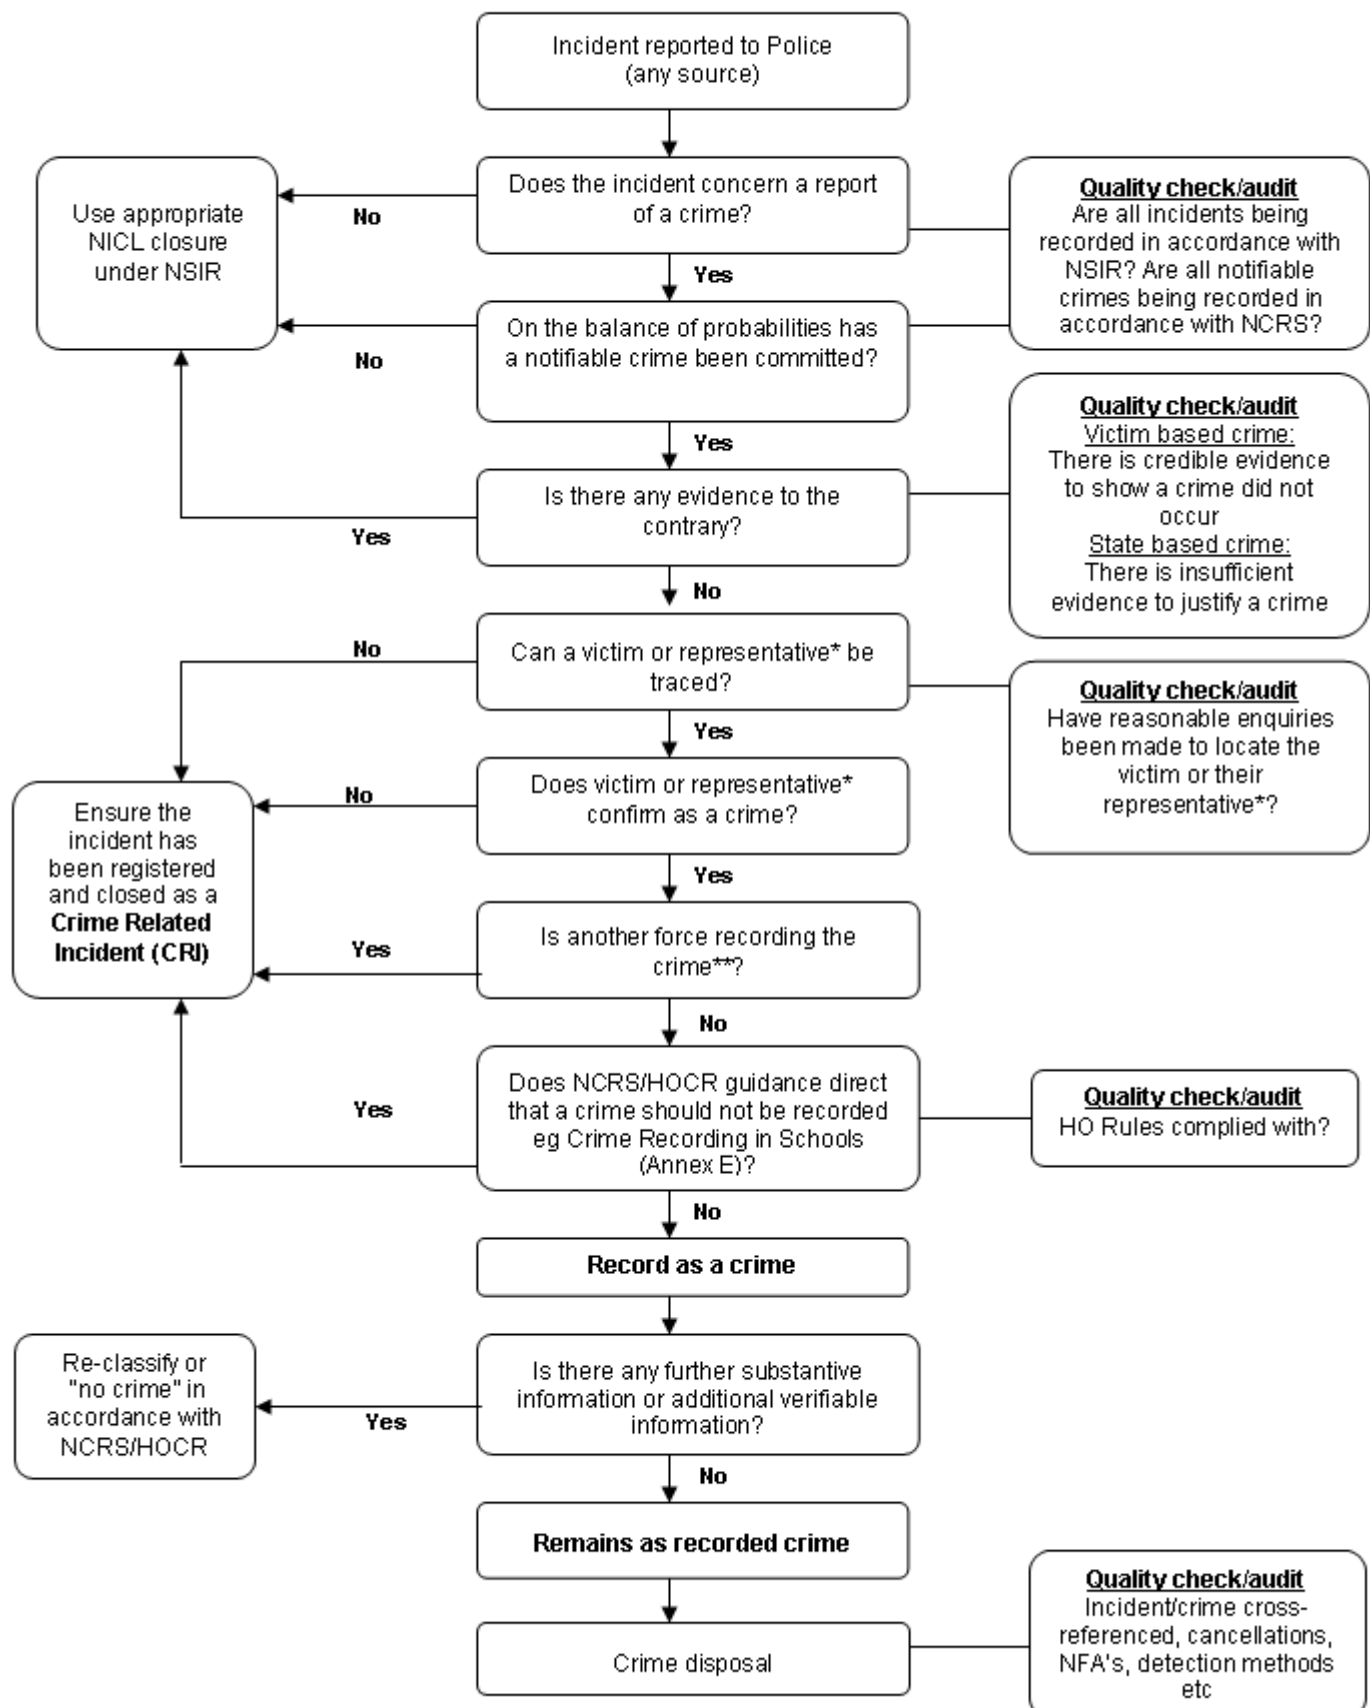 Incident reported to Police
(any source)
Does the incident concern a report
of a crime?
No
Yes
Use appropriate
NICL closure
under NSIR
Quality check/audit
Are all incidents being
recorded in accordance with
NSIR? Are all notifiable
crimes being recorded in
accordance with NCRS?
On the balance of probabilities has
a notifiable crime been committed?
No
Yes
Quality check/audit
Victim based crime:
There is credible evidence
to show a crime did not
occur
State based crime:
There is insufficient
evidence to justify a crime
Is there any evidence to the
contrary?
Yes
No
Can a victim or representative* be
traced?
No
Yes
Quality check/audit
Have reasonable enquiries
been made to locate the
victim or their
representative*?
Does victim or representative*
confirm as a crime?
No
Yes
Ensure the
incident has
been registered
and closed as a
Crime Related
Incident (CRI)
Is another force recording the
crime**?
Yes
No
Does NCRS/HOCR guidance direct
that a crime should not be recorded
eg Crime Recording in Schools
(Annex E)?
Yes
No
Quality check/audit
HO Rules complied with?
Record as a crime
Is there any further substantive
information or additional verifiable
information?
Yes
No
Re-classify or
"no crime" in
accordance with
NCRS/HOCR
Remains as recorded crime
Crime disposal
Quality check/audit
Incident/crime cross-
referenced, cancellations,
NFA's, detection methods
etc